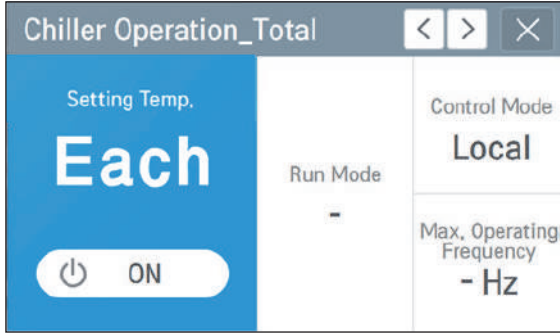 Chiller Operation_Total
< > ×
Setting Temp.
Each
ON
Run Mode
-
Control Mode
Local
Max. Operating
Frequency
- Hz